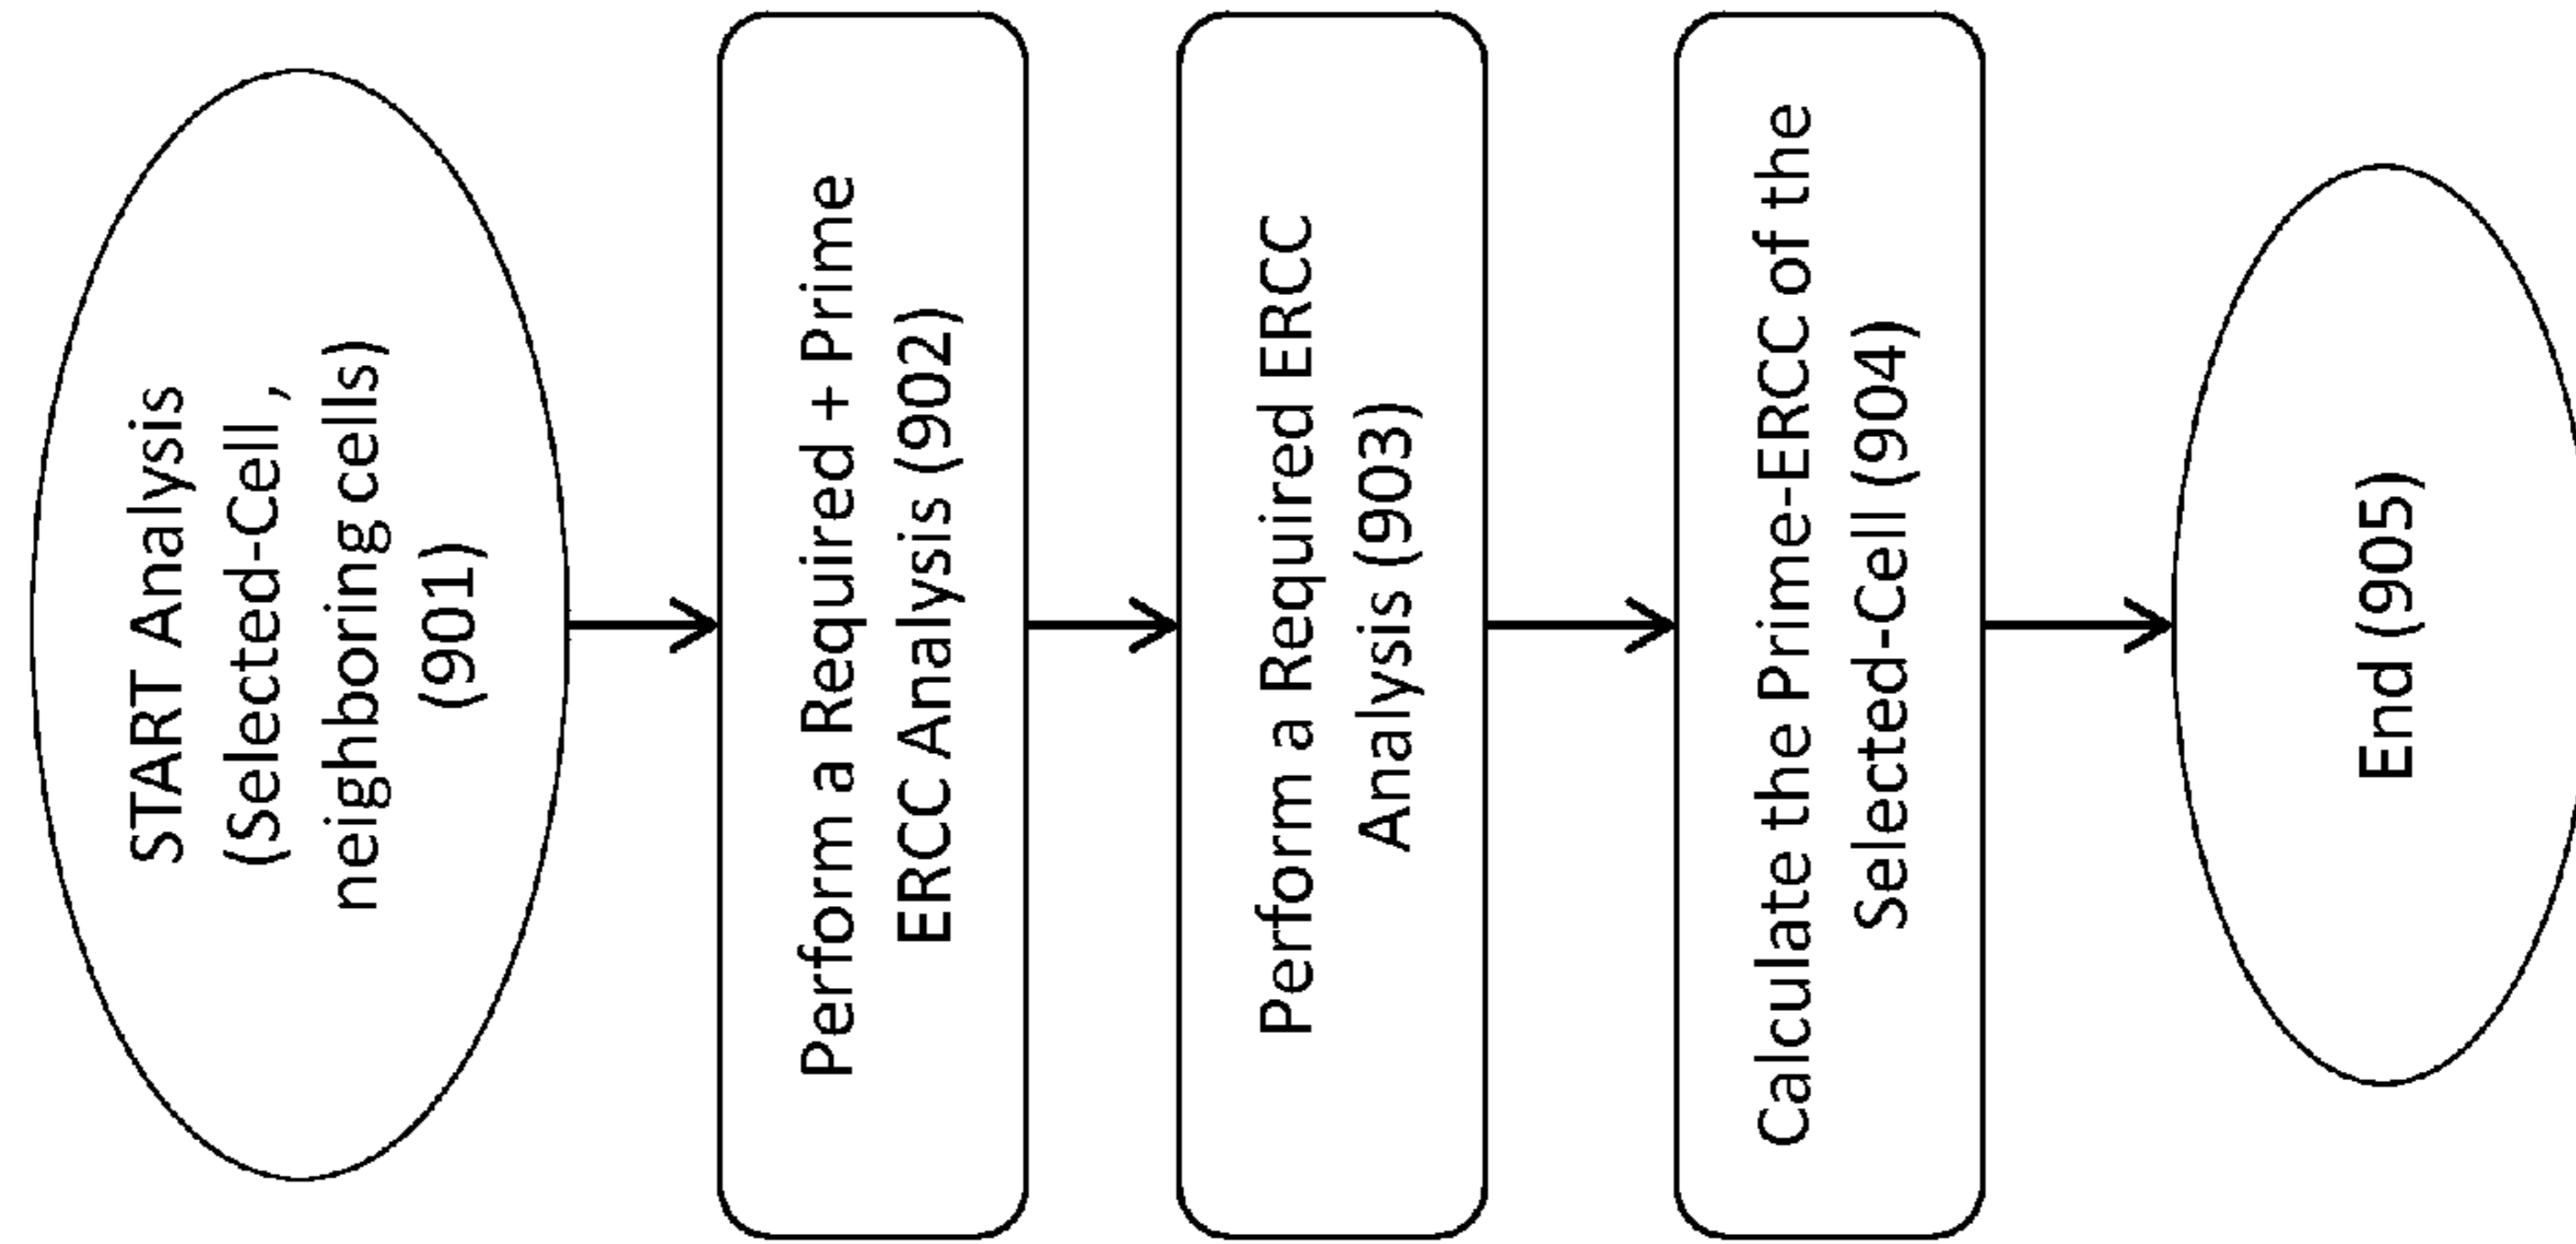 START Analysis
(Selected-Cell ,
neighboring cells)
(901)
Perform a Required + Prime
ERCC Analysis (902)
Perform a Required ERCC
Analysis (903)
Calculate the Prime-ERCC of the
Selected-Cell (904)
End (905)